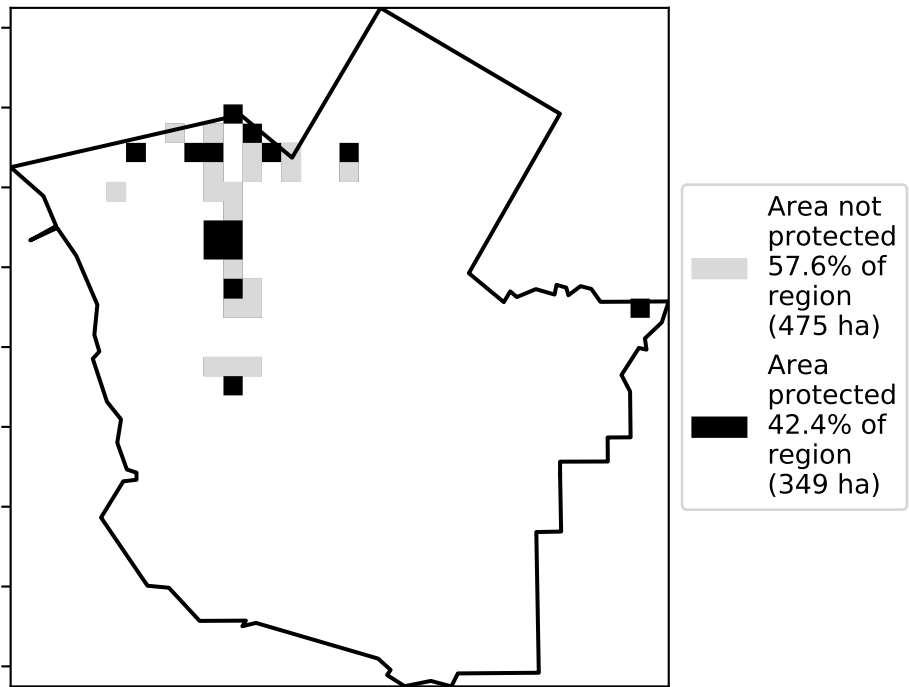 Area not
protected
57.6% of
region
(475 ha)
Area
protected
42.4% of
region
(349 ha)